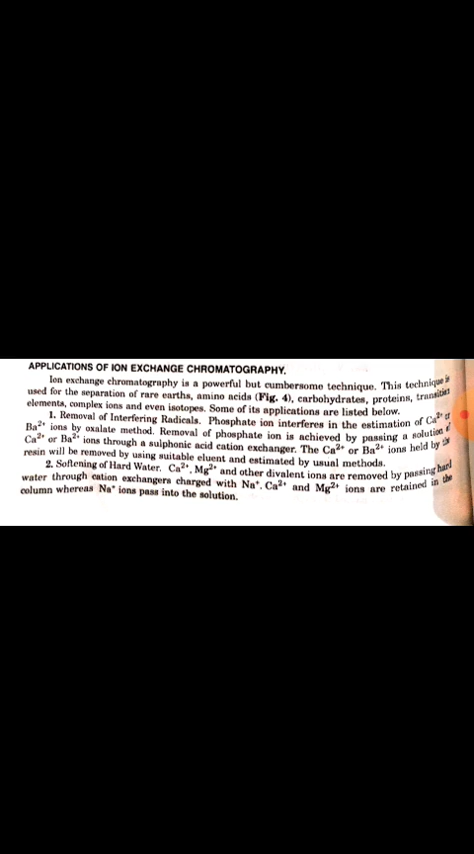 APPLICATIONS OF ION EXCHANGE CHROMATOGRAPHY.
Ion exchange chromatography is a powerful but cumbersome technique. This technique is
used for the separation of rare earths, amino acids (Fig. 4), carbohydrates, proteins, transition
elements, complex ions and even isotopes. Some of its applications are listed below.
1. Removal of Interfering Radicals. Phosphate ion interferes in the estimation of Ca²⁺ or
Ba²⁺ ions by oxalate method. Removal of phosphate ion is achieved by passing a solution of
Ca²⁺ or Ba²⁺ ions through a sulphonic acid cation exchanger. The Ca²⁺ or Ba²⁺ ions held by the
resin will be removed by using suitable eluent and estimated by usual methods.
2. Softening of Hard Water. Ca²⁺, Mg²⁺ and other divalent ions are removed by passing hard
water through cation exchangers charged with Na⁺. Ca²⁺ and Mg²⁺ ions are retained in the
column whereas Na⁺ ions pass into the solution.